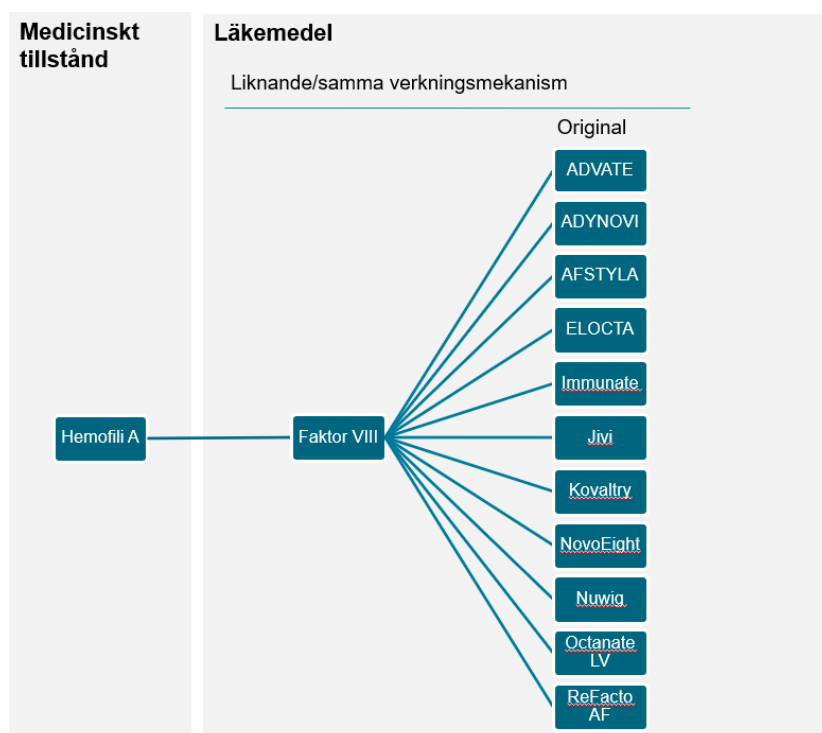 Medicinskt
tillstånd
Läkemedel
Liknande/samma verkningsmekanism
Original
ADVATE
ADYNOVI
AFSTYLA
ELOCTA
Immunate
Hemofili A
Faktor VIII
Jivi
Kovaltry
NovoEight
Nuwig
Octanate
LV
ReFacto
AF